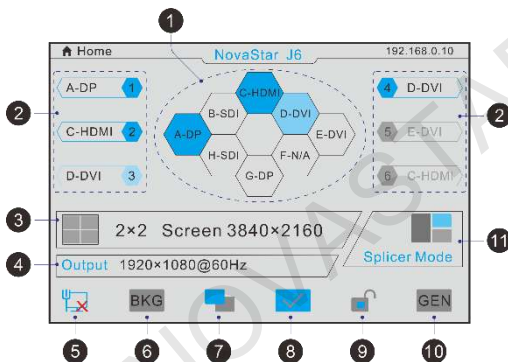 1
Home NovaStar J6 192.168.0.10
2 A-DP 1 C-HDMI 4 D-DVI 2
B-SDI D-DVI
C-HDMI 2 A-DP E-DVI 5 E-DVI
H-SDI F-N/A
D-DVI 3 G-DP 6 C-HDMI
3 2×2 Screen 3840×2160 11
Splicer Mode
4 Output 1920×1080@60Hz
BKG GEN
5 6 7 8 9 10
NOVASTAR